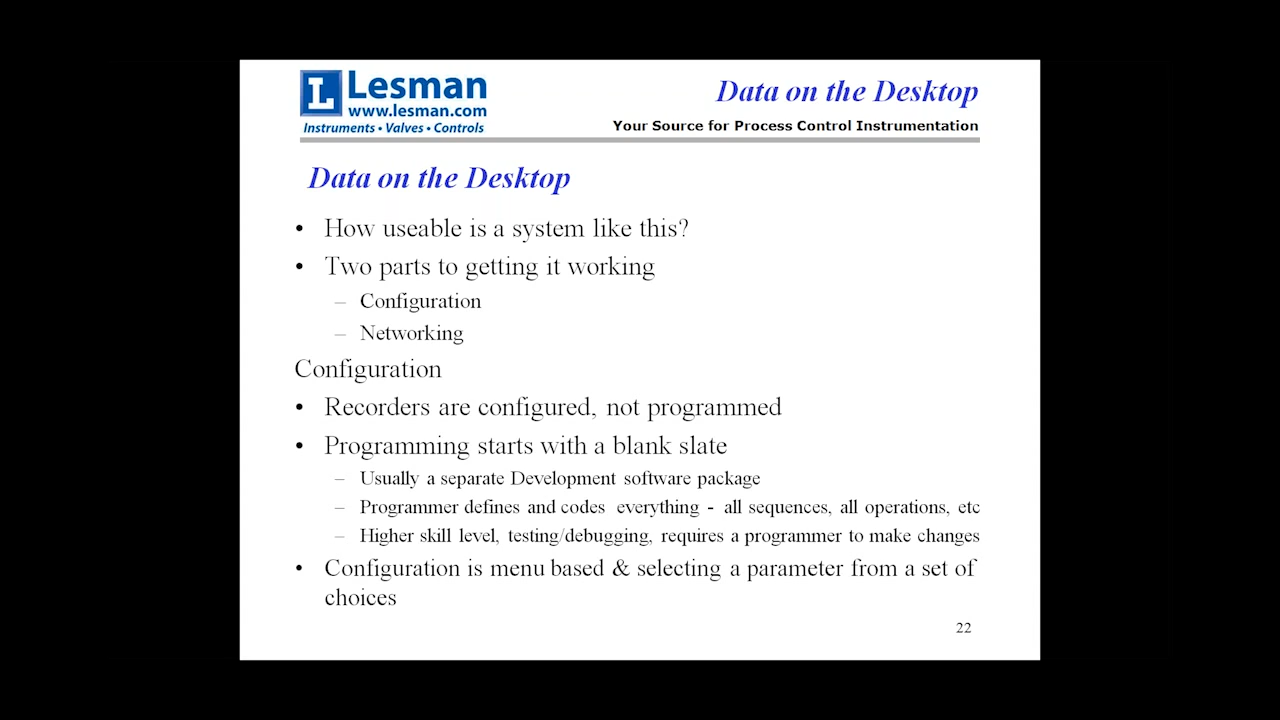 L Lesman
www.lesman.com
Instruments • Valves • Controls
Data on the Desktop
Your Source for Process Control Instrumentation
Data on the Desktop
• How useable is a system like this?
• Two parts to getting it working
– Configuration
– Networking
Configuration
• Recorders are configured, not programmed
• Programming starts with a blank slate
– Usually a separate Development software package
– Programmer defines and codes everything - all sequences, all operations, etc
– Higher skill level, testing/debugging, requires a programmer to make changes
• Configuration is menu based & selecting a parameter from a set of
choices
22